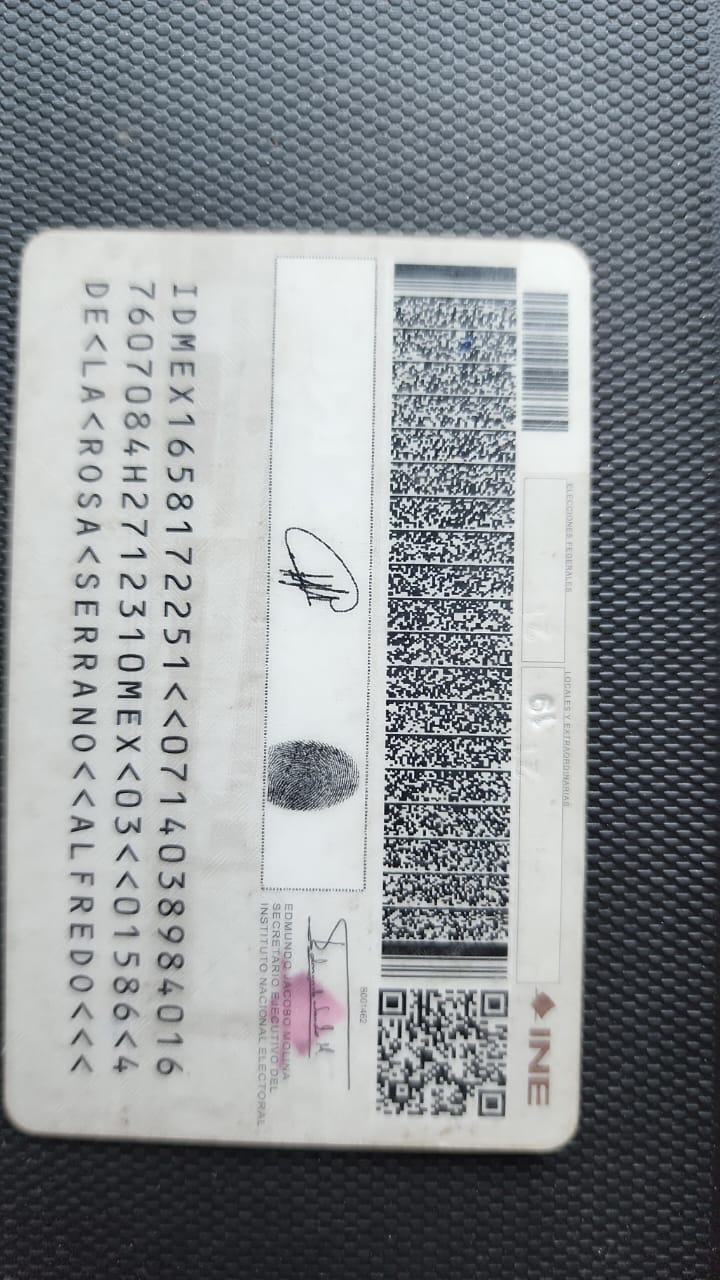 ELECCIONES FEDERALES
LOCALES Y EXTRAORDINARIAS
19
INE
EDMUNDO JACOBO MOLINA
SECRETARIO EJECUTIVO DEL
INSTITUTO NACIONAL ELECTORAL
IDMEX1658172251<<0714038984016
7607084H2712310MEX<03<<01586<4
DE<LA<ROSA<SERRANO<<ALFREDO<<<